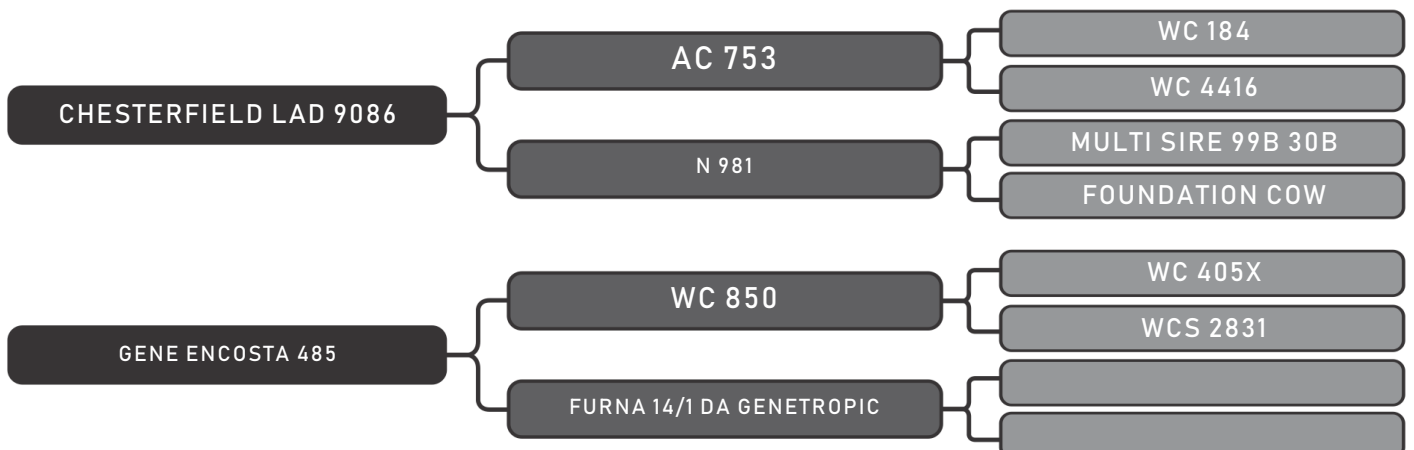 CHESTERFIELD LAD 9086
AC 753
N 981
WC 184
WC 4416
MULTI SIRE 99B 30B
FOUNDATION COW
GENE ENCOSTA 485
WC 850
FURNA 14/1 DA GENETROPIC
WC 405X
WCS 2831